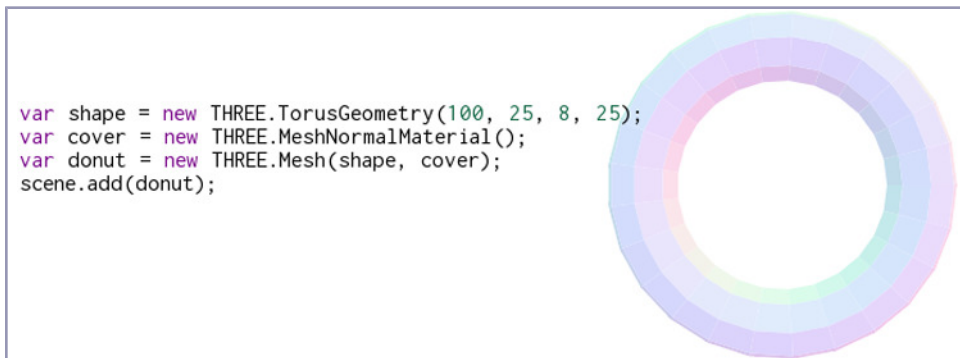 var shape = new THREE.TorusGeometry(100, 25, 8, 25);
var cover = new THREE.MeshNormalMaterial();
var donut = new THREE.Mesh(shape, cover);
scene.add(donut);